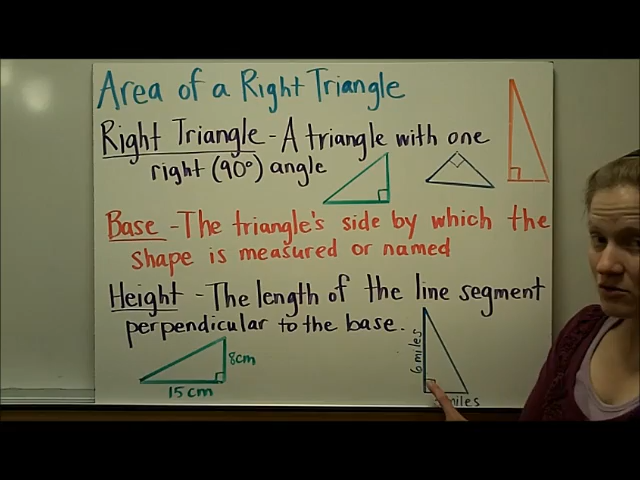 Area of a Right Triangle
Right Triangle - A triangle with one
right (90°) angle
Base - The triangle's side by which the
shape is measured or named
Height - The length of the line segment
perpendicular to the base.
8cm
15 cm
6 miles
miles